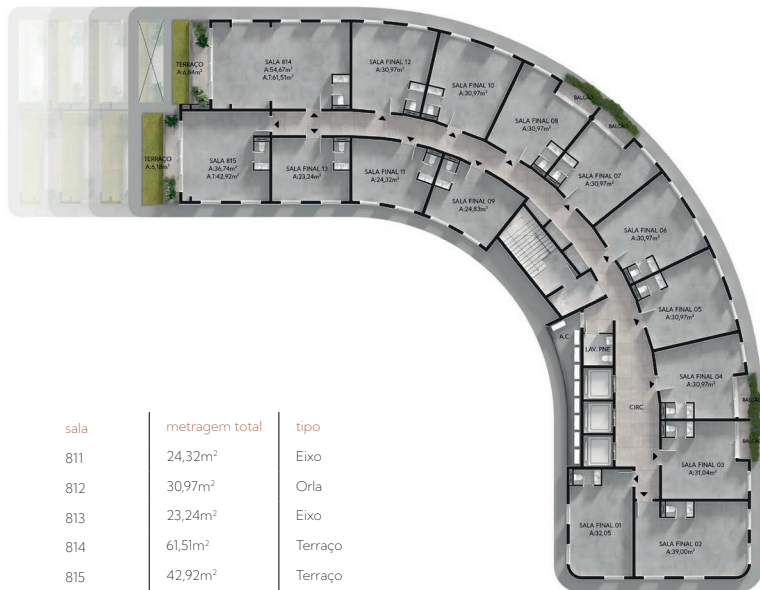 SALA 814
A:54,67m²
A.T:61,51m²
SALA FINAL 12
A:30,97m²
TERRAÇO
A:6,84m²
SALA FINAL 10
A:30,97m²
BALCÃO
SALA FINAL 08
A:30,97m²
BALCÃO
TERRAÇO
A:6,18m²
SALA 815
A:36,74m²
A.T:42,92m²
SALA FINAL 13
A:23,24m²
SALA FINAL 11
A:24,32m²
SALA FINAL 09
A:24,83m²
SALA FINAL 07
A:30,97m²
SALA FINAL 06
A:30,97m²
SALA FINAL 05
A:30,97m²
A.C
LAV. PNE
SALA FINAL 04
A:30,97m²
BALCÃO
CIRC.
BALCÃO
SALA FINAL 03
A:31,04m²
SALA FINAL 01
A:32,05
SALA FINAL 02
A:39,00m²
sala metragem total tipo
811 24,32m² Eixo
812 30,97m² Orla
813 23,24m² Eixo
814 61,51m² Terraço
815 42,92m² Terraço